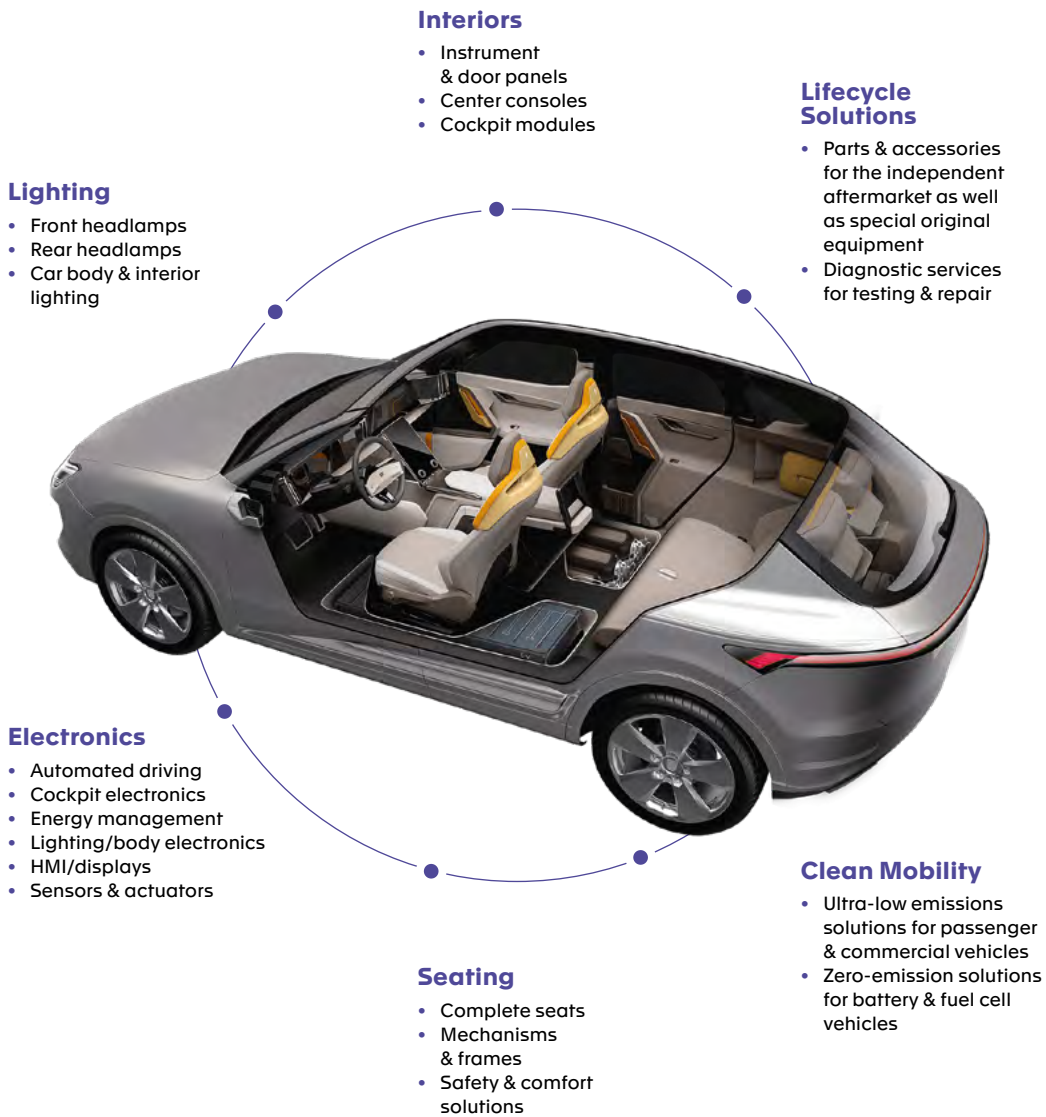 Interiors
• Instrument
& door panels
• Center consoles
• Cockpit modules
Lifecycle
Solutions
• Parts & accessories
for the independent
aftermarket as well
as special original
equipment
• Diagnostic services
for testing & repair
Lighting
• Front headlamps
• Rear headlamps
• Car body & interior
lighting
Electronics
• Automated driving
• Cockpit electronics
• Energy management
• Lighting/body electronics
• HMI/displays
• Sensors & actuators
Clean Mobility
• Ultra-low emissions
solutions for passenger
& commercial vehicles
• Zero-emission solutions
for battery & fuel cell
vehicles
Seating
• Complete seats
• Mechanisms
& frames
• Safety & comfort
solutions